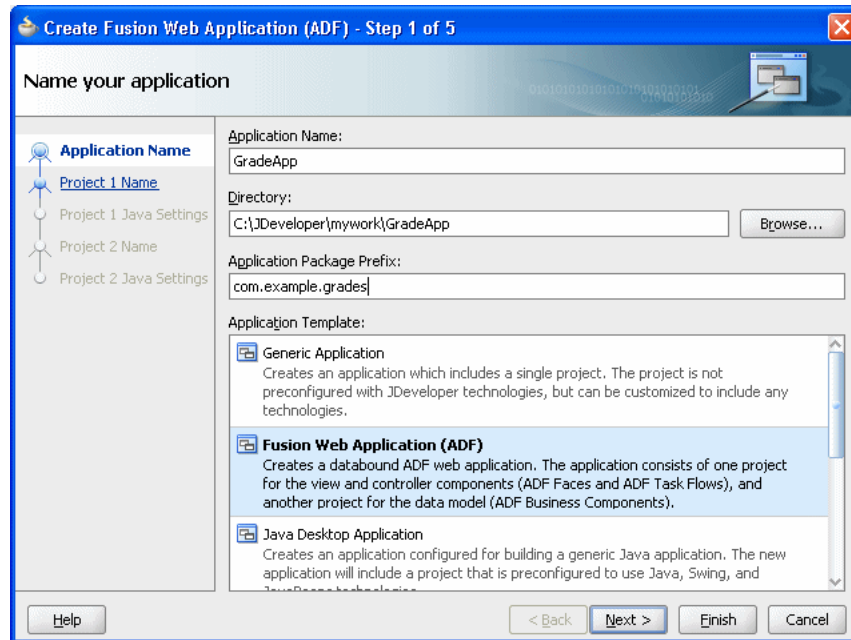 Create Fusion Web Application (ADF) - Step 1 of 5
Name your application
Application Name
Project 1 Name
Project 1 Java Settings
Project 2 Name
Project 2 Java Settings
Application Name:
GradeApp
Directory:
C:\JDeveloper\mywork\GradeApp
Browse...
Application Package Prefix:
com.example.grades
Application Template:
Generic Application
Creates an application which includes a single project. The project is not
preconfigured with JDeveloper technologies, but can be customized to include any
technologies.
Fusion Web Application (ADF)
Creates a databound ADF web application. The application consists of one project
for the view and controller components (ADF Faces and ADF Task Flows), and
another project for the data model (ADF Business Components).
Java Desktop Application
Creates an application configured for building a generic Java application. The new
application will include a project that is preconfigured to use Java, Swing, and
Help
< Back
Next >
Finish
Cancel